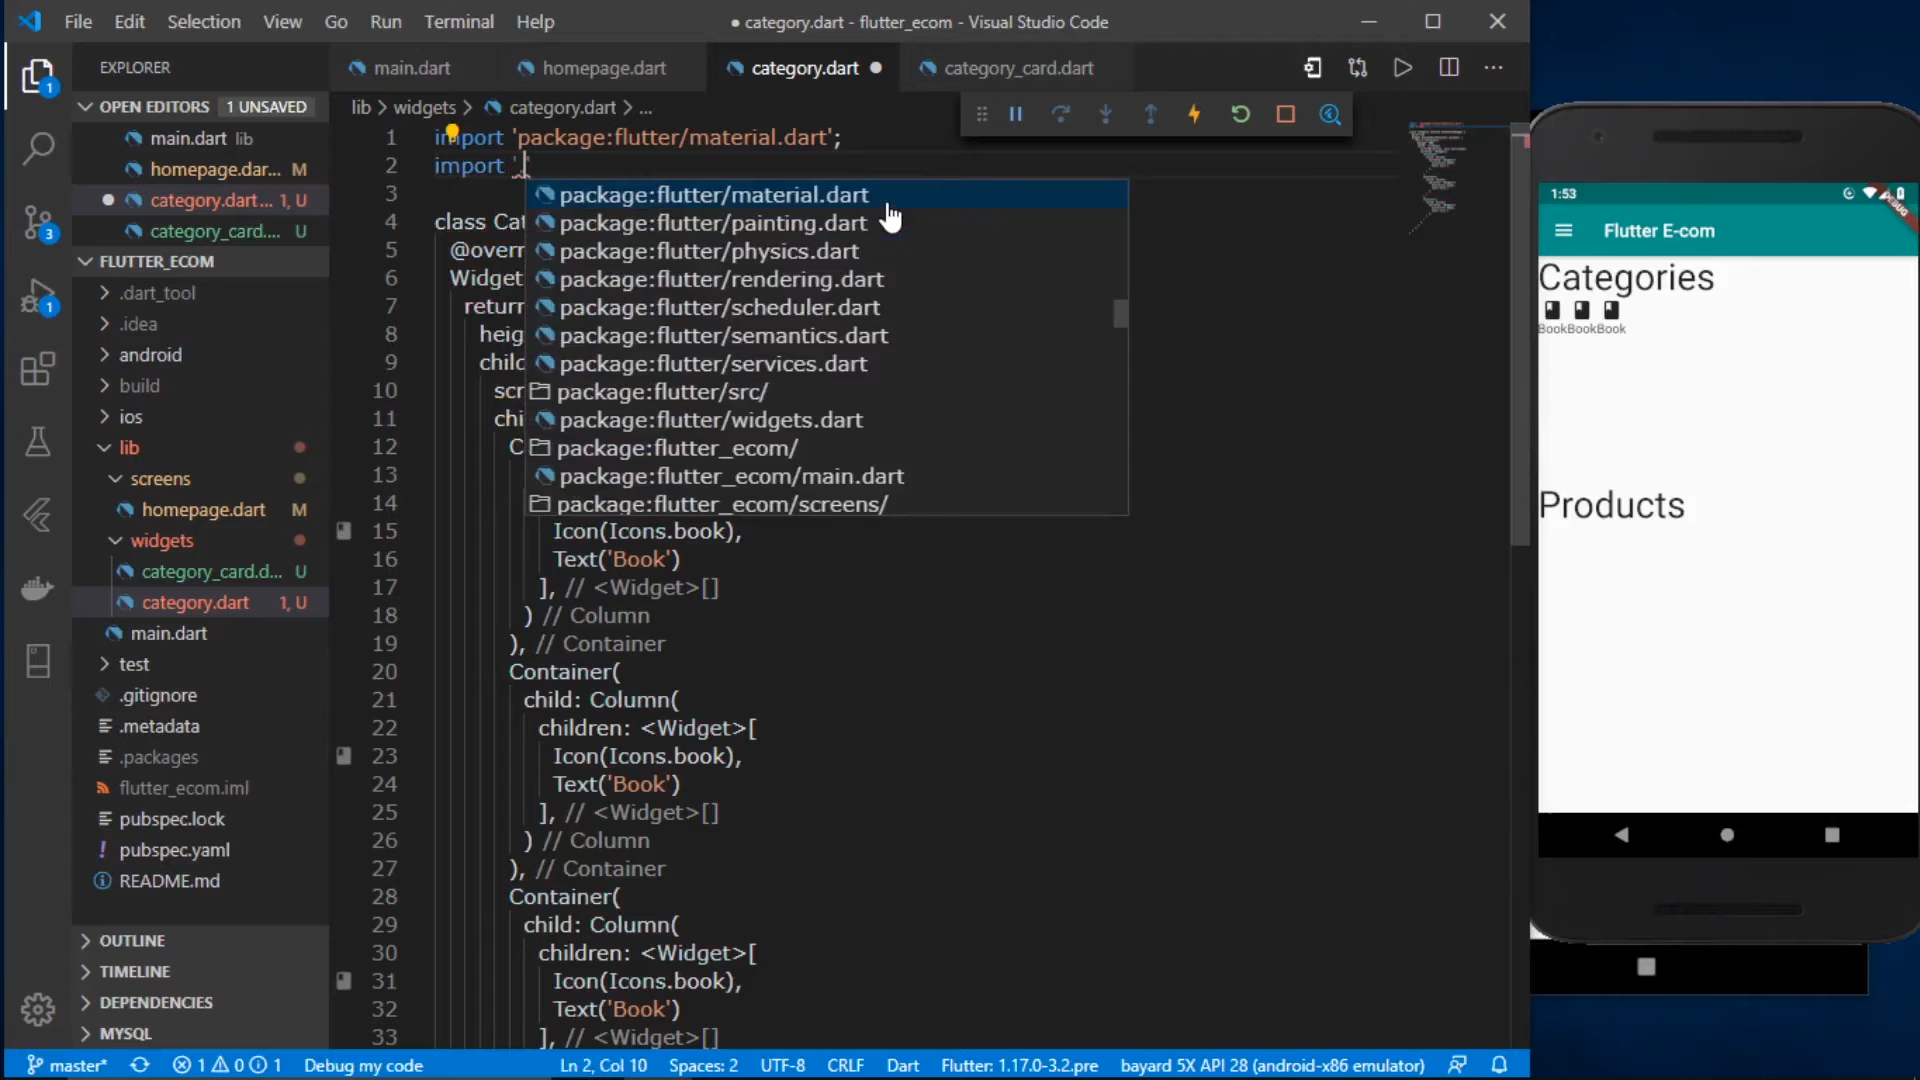 File Edit Selection View Go Run Terminal Help
● category.dart - flutter_ecom - Visual Studio Code
EXPLORER
OPEN EDITORS 1 UNSAVED
main.dart lib
homepage.dar... M
category.dart... 1, U
category_card.... U
FLUTTER_ECOM
.dart_tool
.idea
android
build
ios
lib
screens
homepage.dart M
widgets
category_card.d... U
category.dart 1, U
main.dart
test
.gitignore
.metadata
.packages
flutter_ecom.iml
pubspec.lock
pubspec.yaml
README.md
OUTLINE
TIMELINE
DEPENDENCIES
MYSQL
1
3
1
main.dart homepage.dart category.dart ● category_card.dart
lib > widgets > category.dart > ...
1 import 'package:flutter/material.dart';
2 import '.'
3
4 class Cat
5 @overr
6 Widget
7 return
8 heig
9 child
10 scr
11 chi
12 C
13
14
15 Icon(Icons.book),
16 Text('Book')
17 ], // <Widget>[]
18 ) // Column
19 ), // Container
20 Container(
21 child: Column(
22 children: <Widget>[
23 Icon(Icons.book),
24 Text('Book')
25 ], // <Widget>[]
26 ) // Column
27 ), // Container
28 Container(
29 child: Column(
30 children: <Widget>[
31 Icon(Icons.book),
32 Text('Book')
33 ], // <Widget>[]
package:flutter/material.dart
package:flutter/painting.dart
package:flutter/physics.dart
package:flutter/rendering.dart
package:flutter/scheduler.dart
package:flutter/semantics.dart
package:flutter/services.dart
package:flutter/src/
package:flutter/widgets.dart
package:flutter_ecom/
package:flutter_ecom/main.dart
package:flutter_ecom/screens/
master* 1 0 1 Debug my code Ln 2, Col 10 Spaces: 2 UTF-8 CRLF Dart Flutter: 1.17.0-3.2.pre bayard 5X API 28 (android-x86 emulator)
1:53
DEBUG
Flutter E-com
Categories
BookBookBook
Products